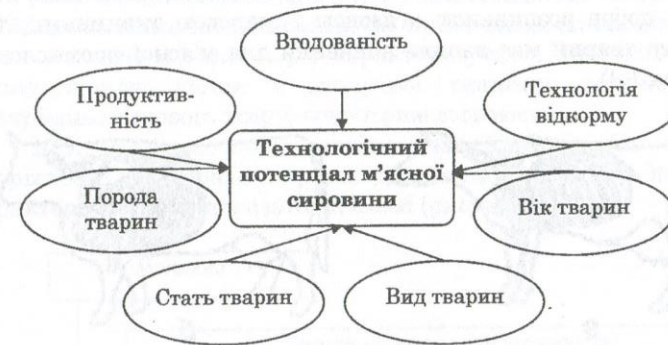 Вгодованість
Продуктив-
ність
Технологія
відкорму
Технологічний
потенціал м'ясної
сировини
Порода
тварин
Вік тварин
Стать тварин
Вид тварин